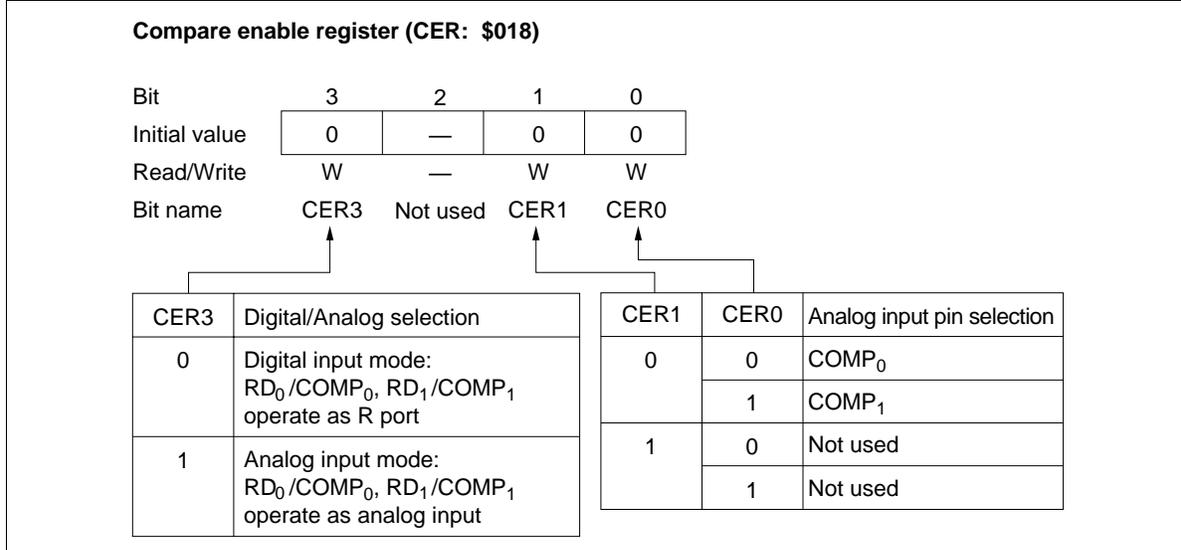 Compare enable register (CER: $018)
Bit 3 2 1 0
Initial value 0 — 0 0
Read/Write W — W W
Bit name CER3 Not used CER1 CER0
CER3 Digital/Analog selection
0 Digital input mode:
RD₀/COMP₀, RD₁/COMP₁
operate as R port
1 Analog input mode:
RD₀/COMP₀, RD₁/COMP₁
operate as analog input
CER1 CER0 Analog input pin selection
0 0 COMP₀
1 COMP₁
1 0 Not used
1 Not used